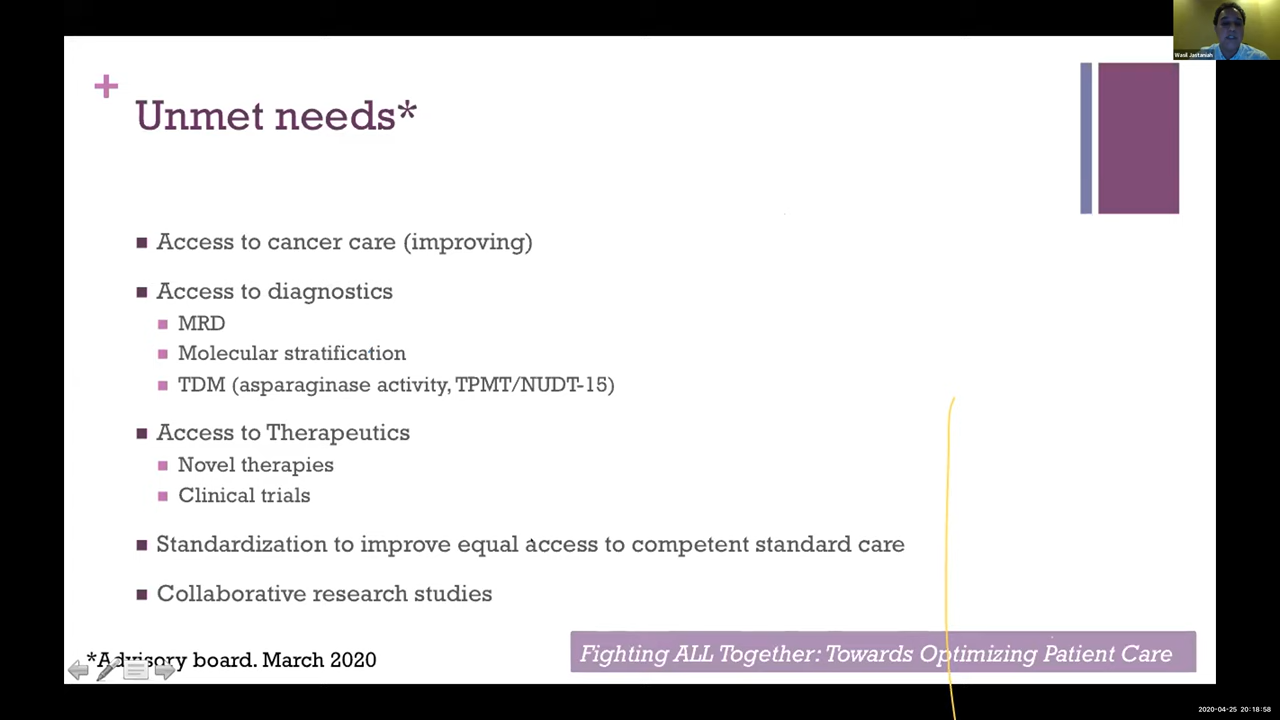 Wasil Jastaniah
+
Unmet needs*
Access to cancer care (improving)
Access to diagnostics
MRD
Molecular stratification
TDM (asparaginase activity, TPMT/NUDT-15)
Access to Therapeutics
Novel therapies
Clinical trials
Standardization to improve equal access to competent standard care
Collaborative research studies
*Advisory board. March 2020
Fighting ALL Together: Towards Optimizing Patient Care
2020-04-25 20:18:58